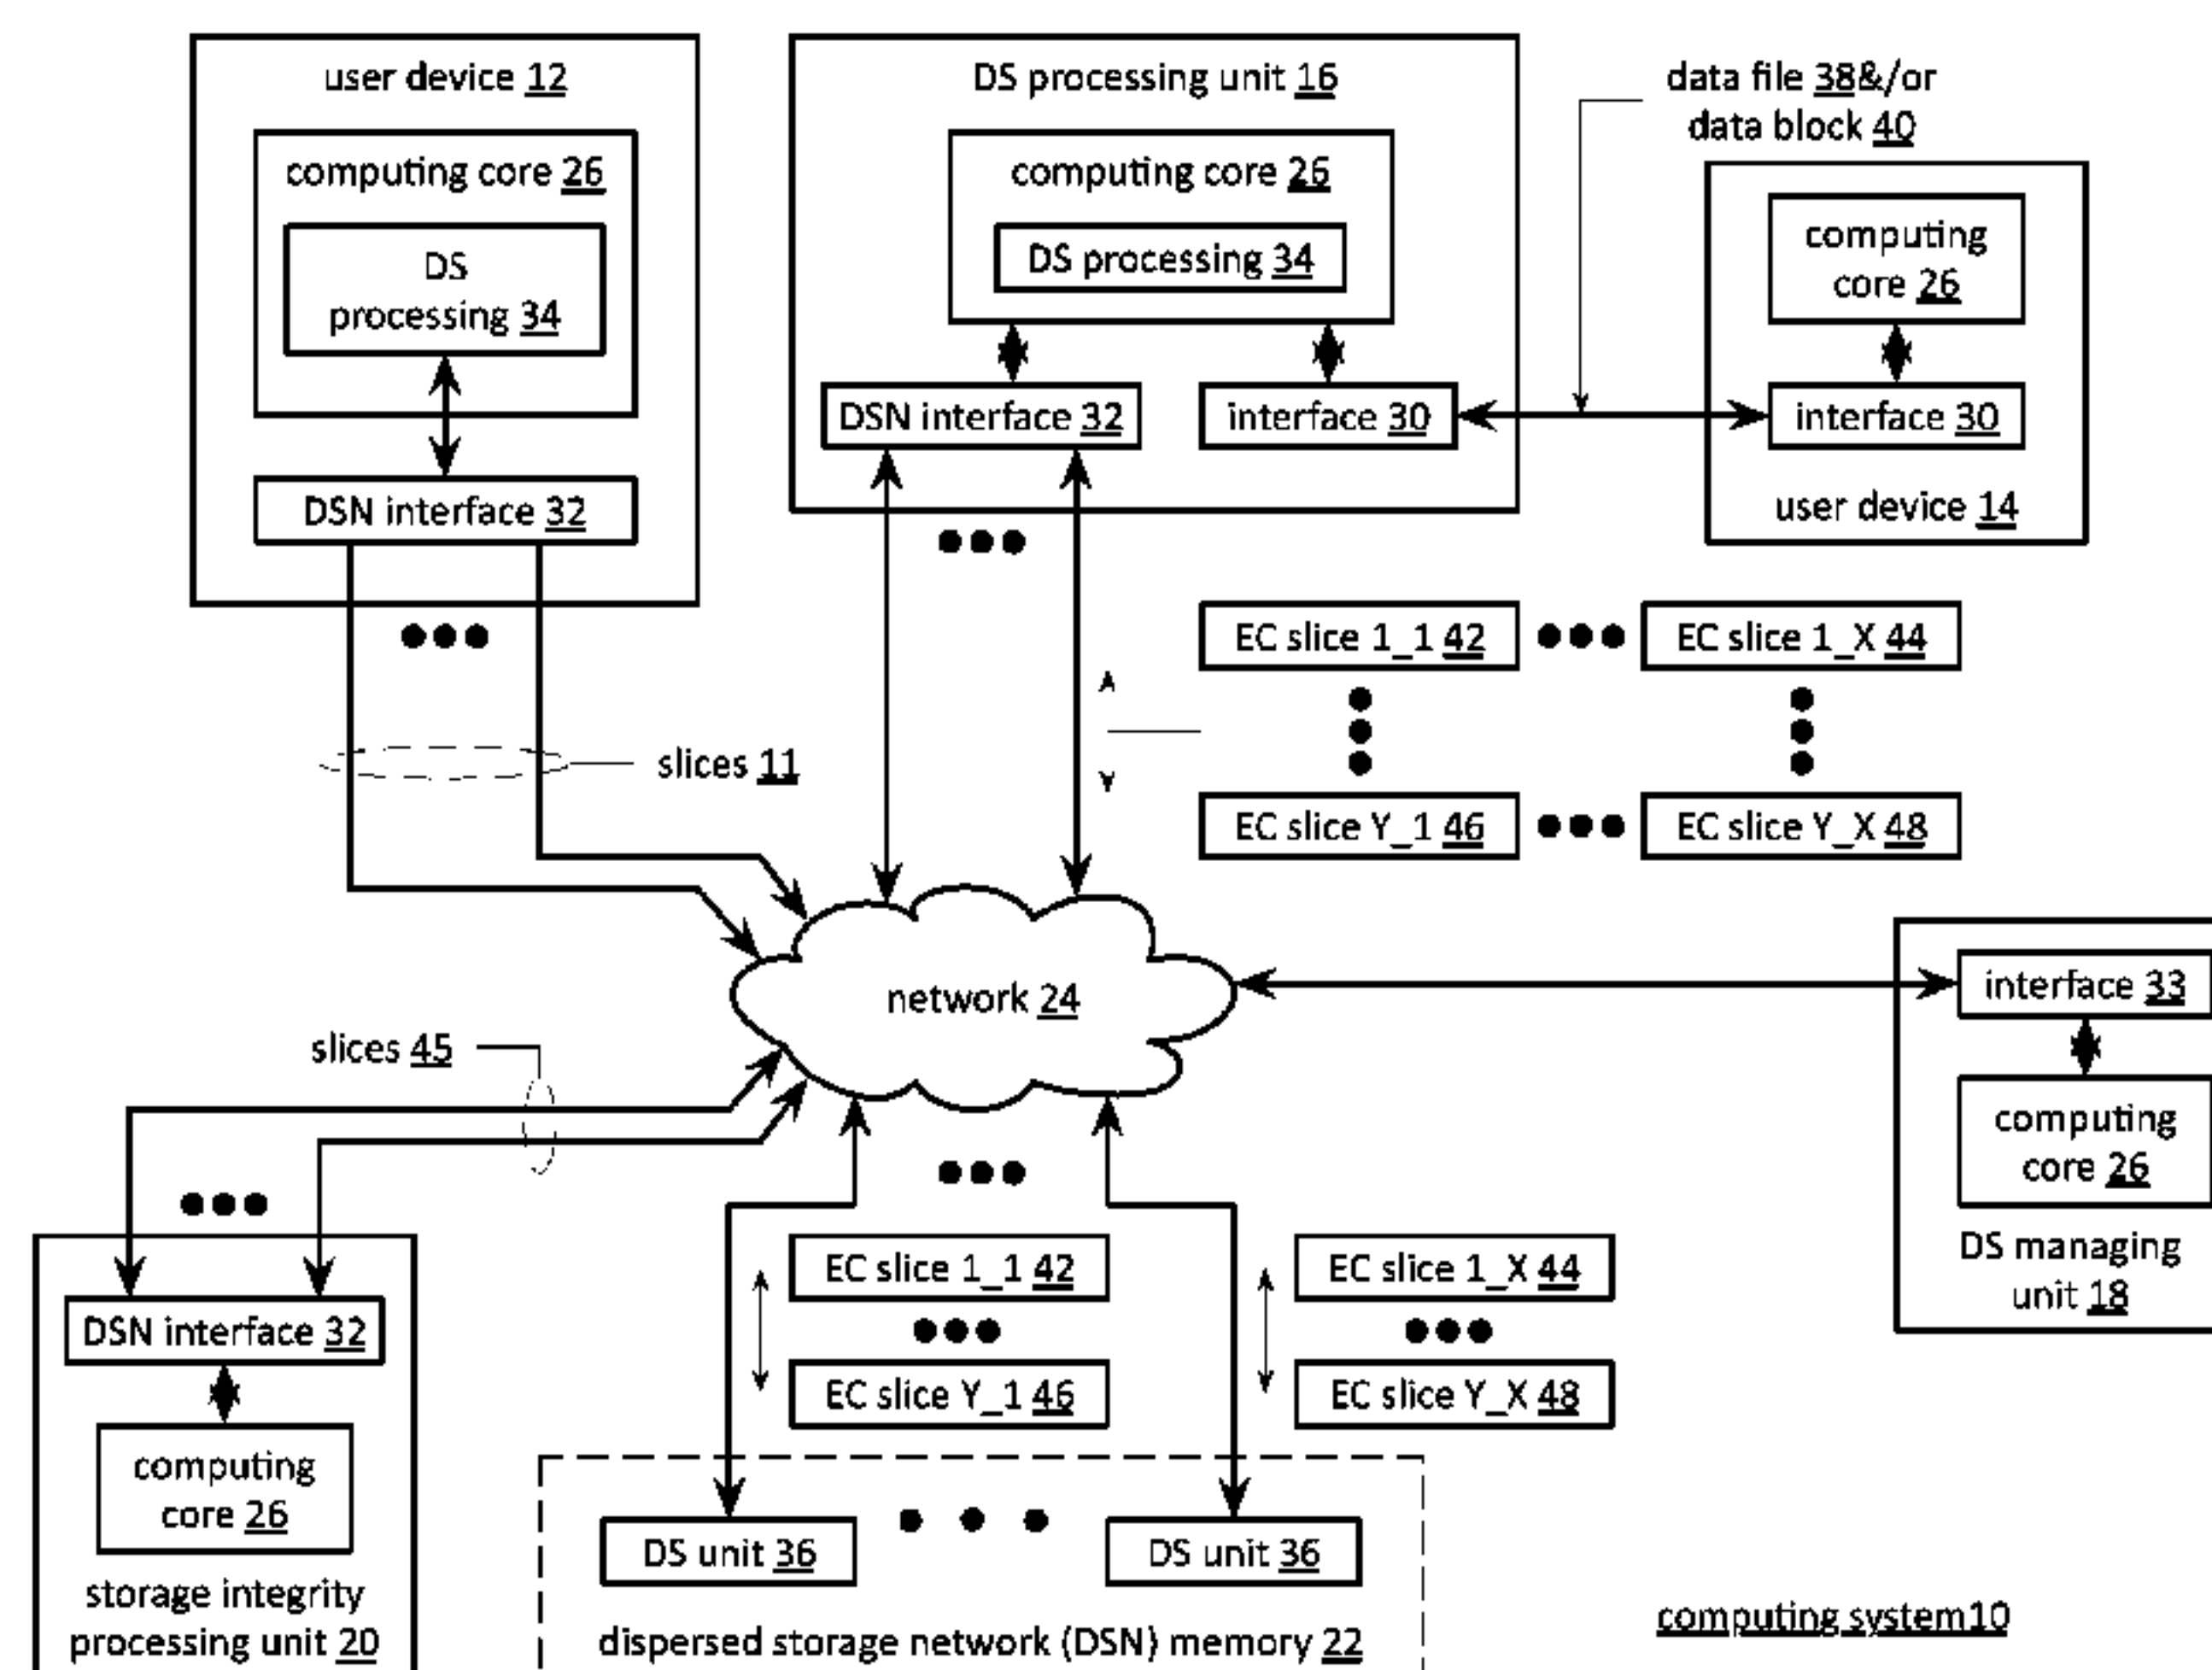 user device 12
computing core 26
DS
processing 34
DSN interface 32
DS processing unit 16
computing core 26
DS processing 34
DSN interface 32
interface 30
data file 38&/or
data block 40
computing
core 26
interface 30
user device 14
slices 11
EC slice 1_1 42
EC slice 1_X 44
EC slice Y_1 46
EC slice Y_X 48
network 24
interface 33
computing
core 26
DS managing
unit 18
slices 45
DSN interface 32
computing
core 26
storage integrity
processing unit 20
EC slice 1_1 42
EC slice 1_X 44
EC slice Y_1 46
EC slice Y_X 48
DS unit 36
DS unit 36
dispersed storage network (DSN) memory 22
computing system10